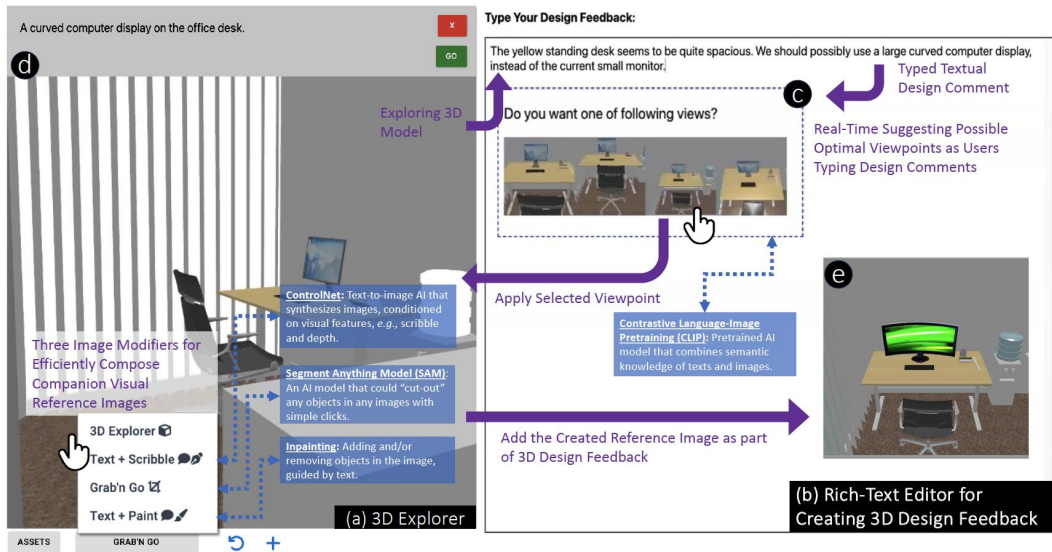 A curved computer display on the office desk.
X
GO
d
Three Image Modifiers for
Efficiently Compose
Companion Visual
Reference Images
3D Explorer
Text + Scribble
Grab'n Go
Text + Paint
ControlNet: Text-to-image AI that
synthesizes images, conditioned
on visual features, e.g., scribble
and depth.
Segment Anything Model (SAM):
An AI model that could "cut-out"
any objects in any images with
simple clicks.
Inpainting: Adding and/or
removing objects in the image,
guided by text.
(a) 3D Explorer
ASSETS
GRAB'N GO
Type Your Design Feedback:
The yellow standing desk seems to be quite spacious. We should possibly use a large curved computer display,
instead of the current small monitor.
Exploring 3D
Model
c
Do you want one of following views?
Typed Textual
Design Comment
Real-Time Suggesting Possible
Optimal Viewpoints as Users
Typing Design Comments
Apply Selected Viewpoint
Contrastive Language-Image
Pretraining (CLIP): Pretrained AI
model that combines semantic
knowledge of texts and images.
e
Add the Created Reference Image as part
of 3D Design Feedback
(b) Rich-Text Editor for
Creating 3D Design Feedback